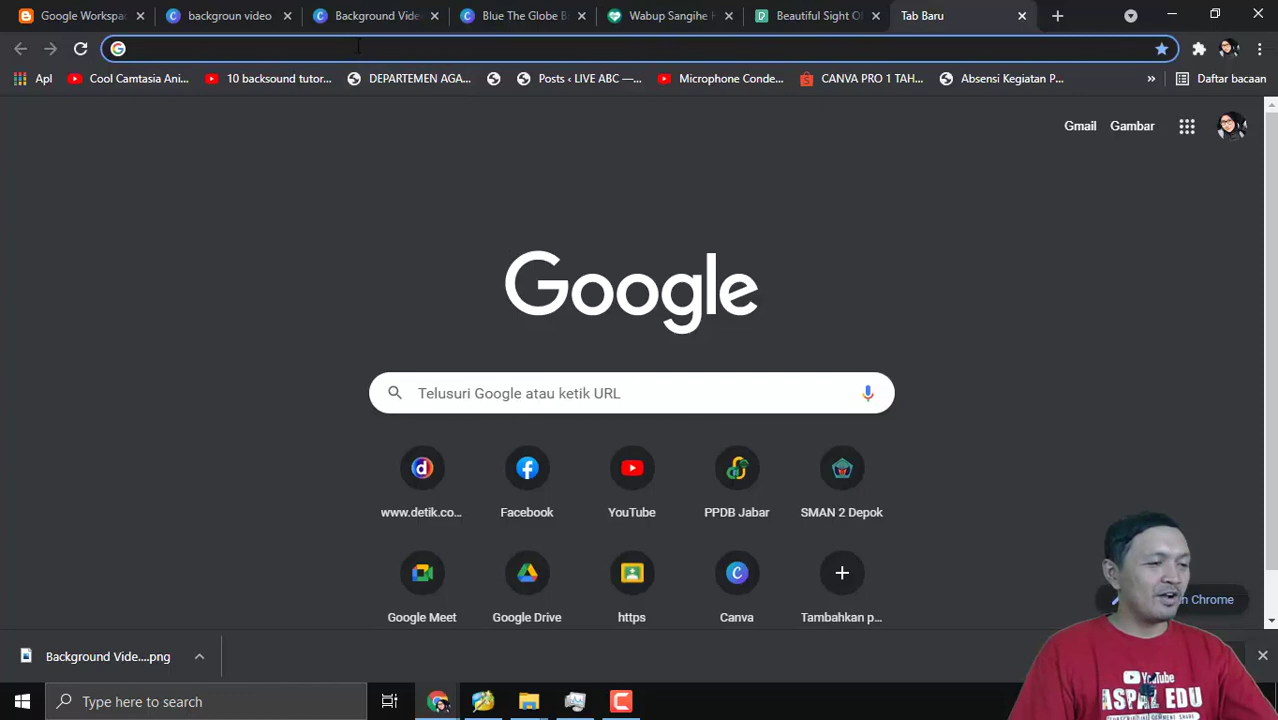 Google Workspa
backgroun video
Background Vide
Blue The Globe B
Wabup Sangihe
Beautiful Sight Of
Tab Baru
Apl
Cool Camtasia Ani...
10 backsound tutor...
DEPARTEMEN AGA...
Posts ‹ LIVE ABC —...
Microphone Conde...
CANVA PRO 1 TAH...
Absensi Kegiatan P...
»
Daftar bacaan
Gmail Gambar
Google
Telusuri Google atau ketik URL
www.detik.co...
Facebook
YouTube
PPDB Jabar
SMAN 2 Depok
Google Meet
Google Drive
https
Canva
Tambahkan p...
n Chrome
Background Vide....png
Type here to search
YouTube
ASPAL EDU